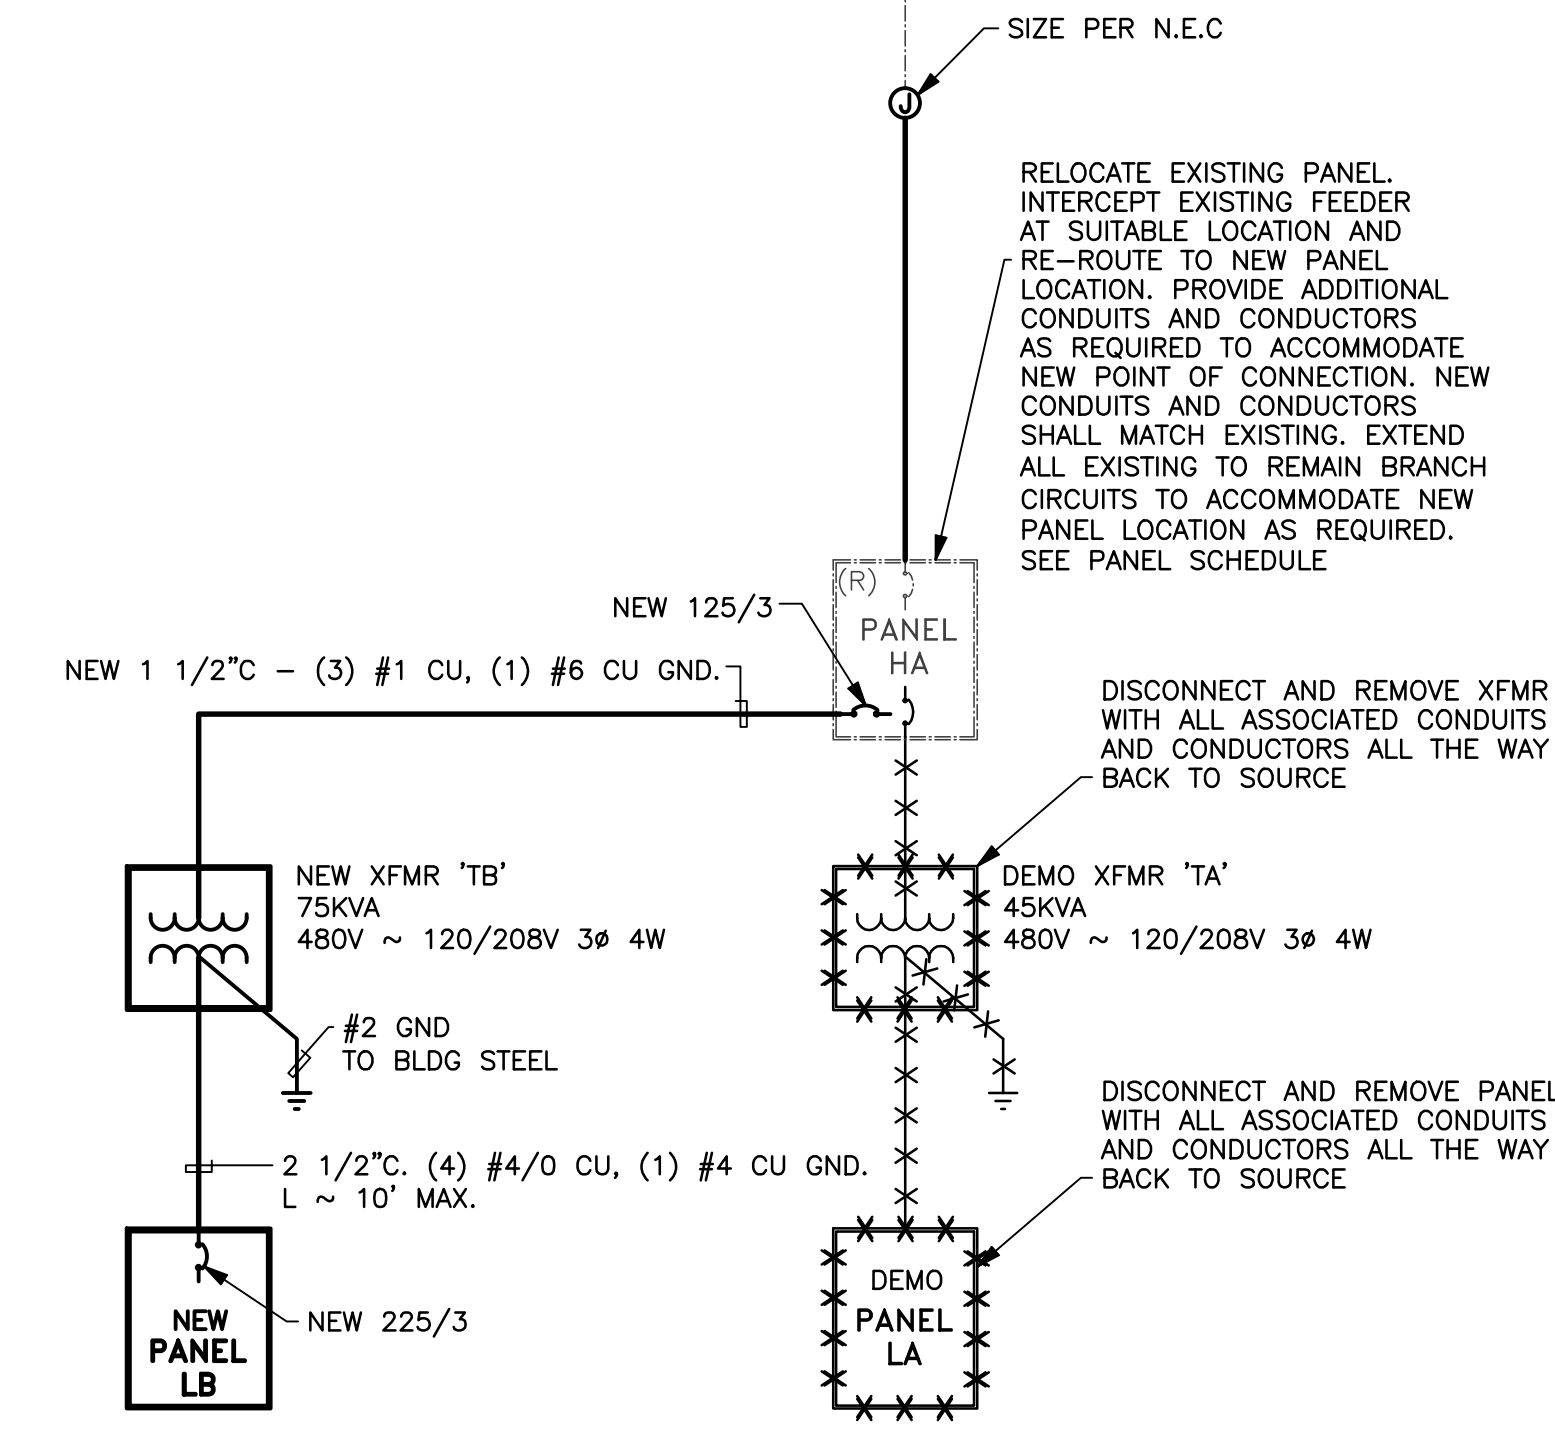 SIZE PER N.E.C
J
RELOCATE EXISTING PANEL.
INTERCEPT EXISTING FEEDER
AT SUITABLE LOCATION AND
RE-ROUTE TO NEW PANEL
LOCATION. PROVIDE ADDITIONAL
CONDUITS AND CONDUCTORS
AS REQUIRED TO ACCOMMODATE
NEW POINT OF CONNECTION. NEW
CONDUITS AND CONDUCTORS
SHALL MATCH EXISTING. EXTEND
ALL EXISTING TO REMAIN BRANCH
CIRCUITS TO ACCOMMODATE NEW
PANEL LOCATION AS REQUIRED.
SEE PANEL SCHEDULE
(R)
NEW 125/3
PANEL
HA
NEW 1 1/2"C - (3) #1 CU, (1) #6 CU GND.
DISCONNECT AND REMOVE XFMR
WITH ALL ASSOCIATED CONDUITS
AND CONDUCTORS ALL THE WAY
BACK TO SOURCE
NEW XFMR 'TB'
75KVA
480V ~ 120/208V 3ø 4W
DEMO XFMR 'TA'
45KVA
480V ~ 120/208V 3ø 4W
#2 GND
TO BLDG STEEL
DISCONNECT AND REMOVE PANEL
WITH ALL ASSOCIATED CONDUITS
AND CONDUCTORS ALL THE WAY
BACK TO SOURCE
2 1/2"C. (4) #4/0 CU, (1) #4 CU GND.
L ~ 10' MAX.
NEW
PANEL
LB
NEW 225/3
DEMO
PANEL
LA